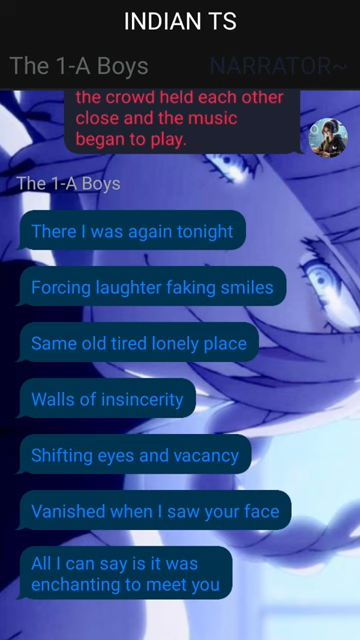 INDIAN TS
The 1-A Boys
NARRATOR~
the crowd held each other
close and the music
began to play.
The 1-A Boys
There I was again tonight
Forcing laughter faking smiles
Same old tired lonely place
Walls of insincerity
Shifting eyes and vacancy
Vanished when I saw your face
All I can say is it was
enchanting to meet you